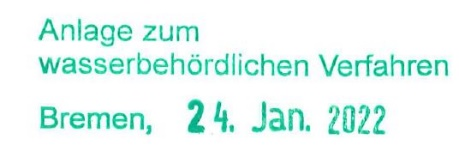 Anlage zum
wasserbehördlichen Verfahren
Bremen, 24. Jan. 2022